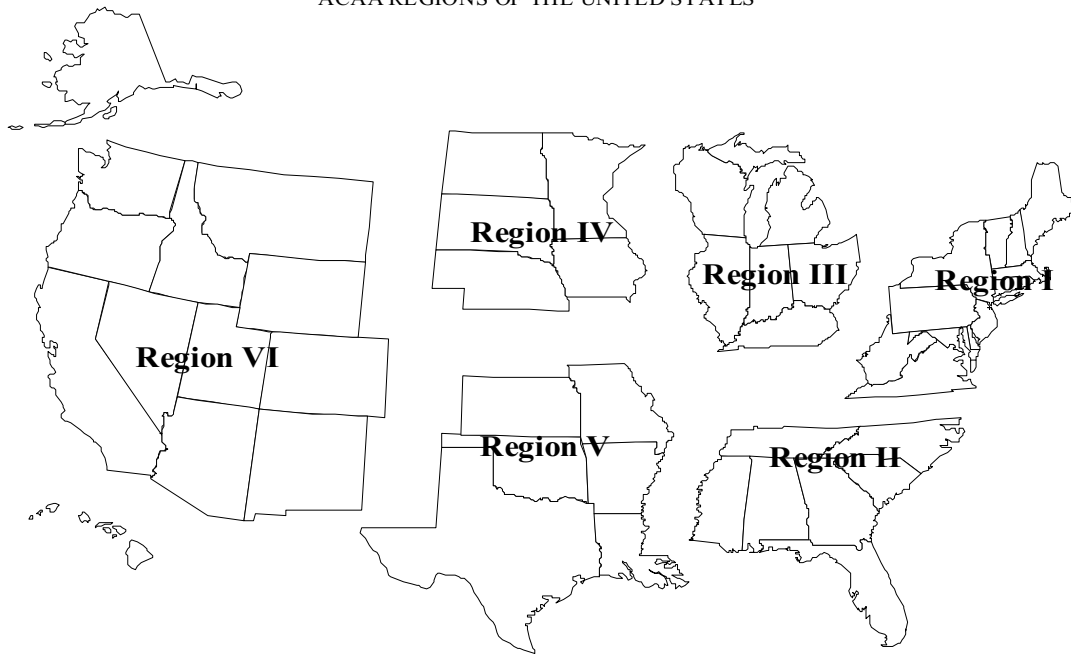 ACAA REGIONS OF THE UNITED STATES
Region IV
Region III
Region I
Region VI
Region V
Region II